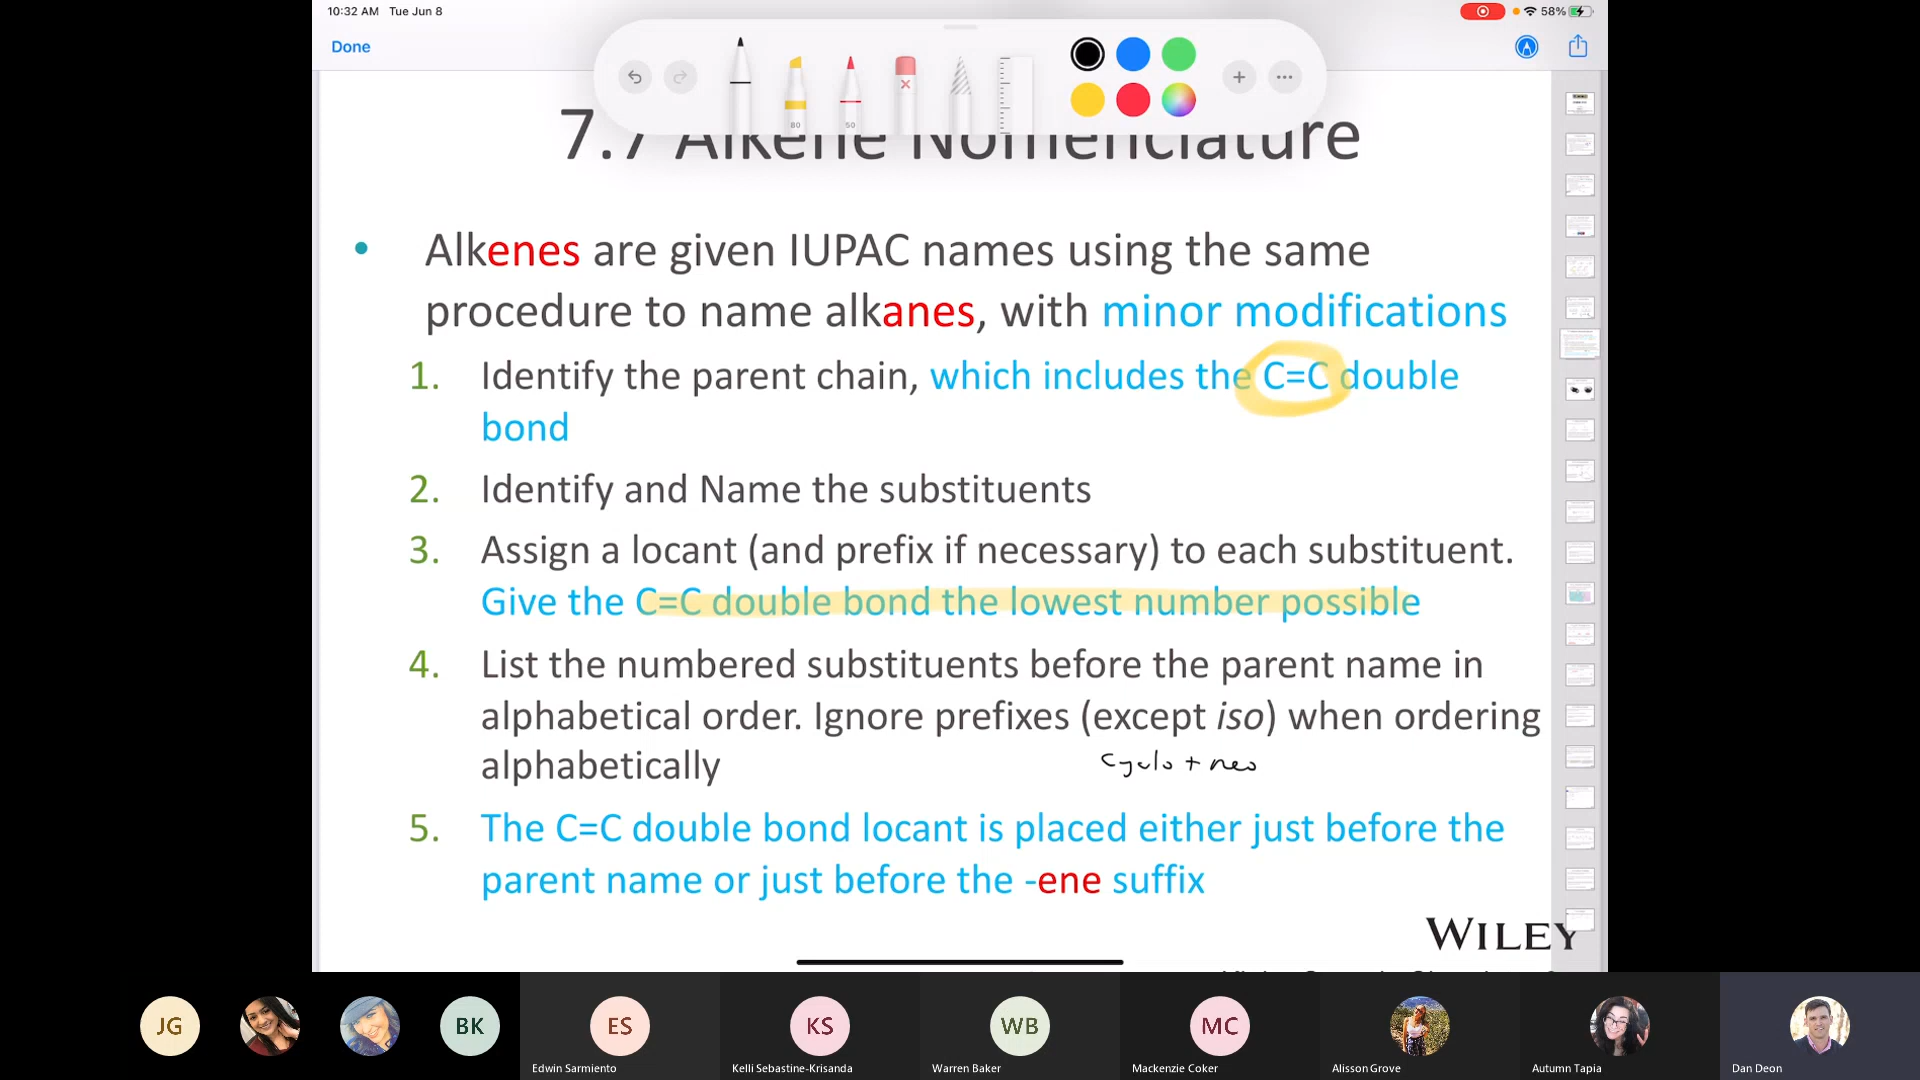 10:32 AM Tue Jun 8
58%
Done
80
50
7.7 Alkene Nomenclature
• Alkenes are given IUPAC names using the same
procedure to name alkanes, with minor modifications
1. Identify the parent chain, which includes the C=C double
bond
2. Identify and Name the substituents
3. Assign a locant (and prefix if necessary) to each substituent.
Give the C=C double bond the lowest number possible
4. List the numbered substituents before the parent name in
alphabetical order. Ignore prefixes (except iso) when ordering
alphabetically
cyclo + neo
5. The C=C double bond locant is placed either just before the
parent name or just before the -ene suffix
WILEY
JG
BK
ES
KS
WB
MC
Edwin Sarmiento
Kelli Sebastine-Krisanda
Warren Baker
Mackenzie Coker
Alisson Grove
Autumn Tapia
Dan Deon